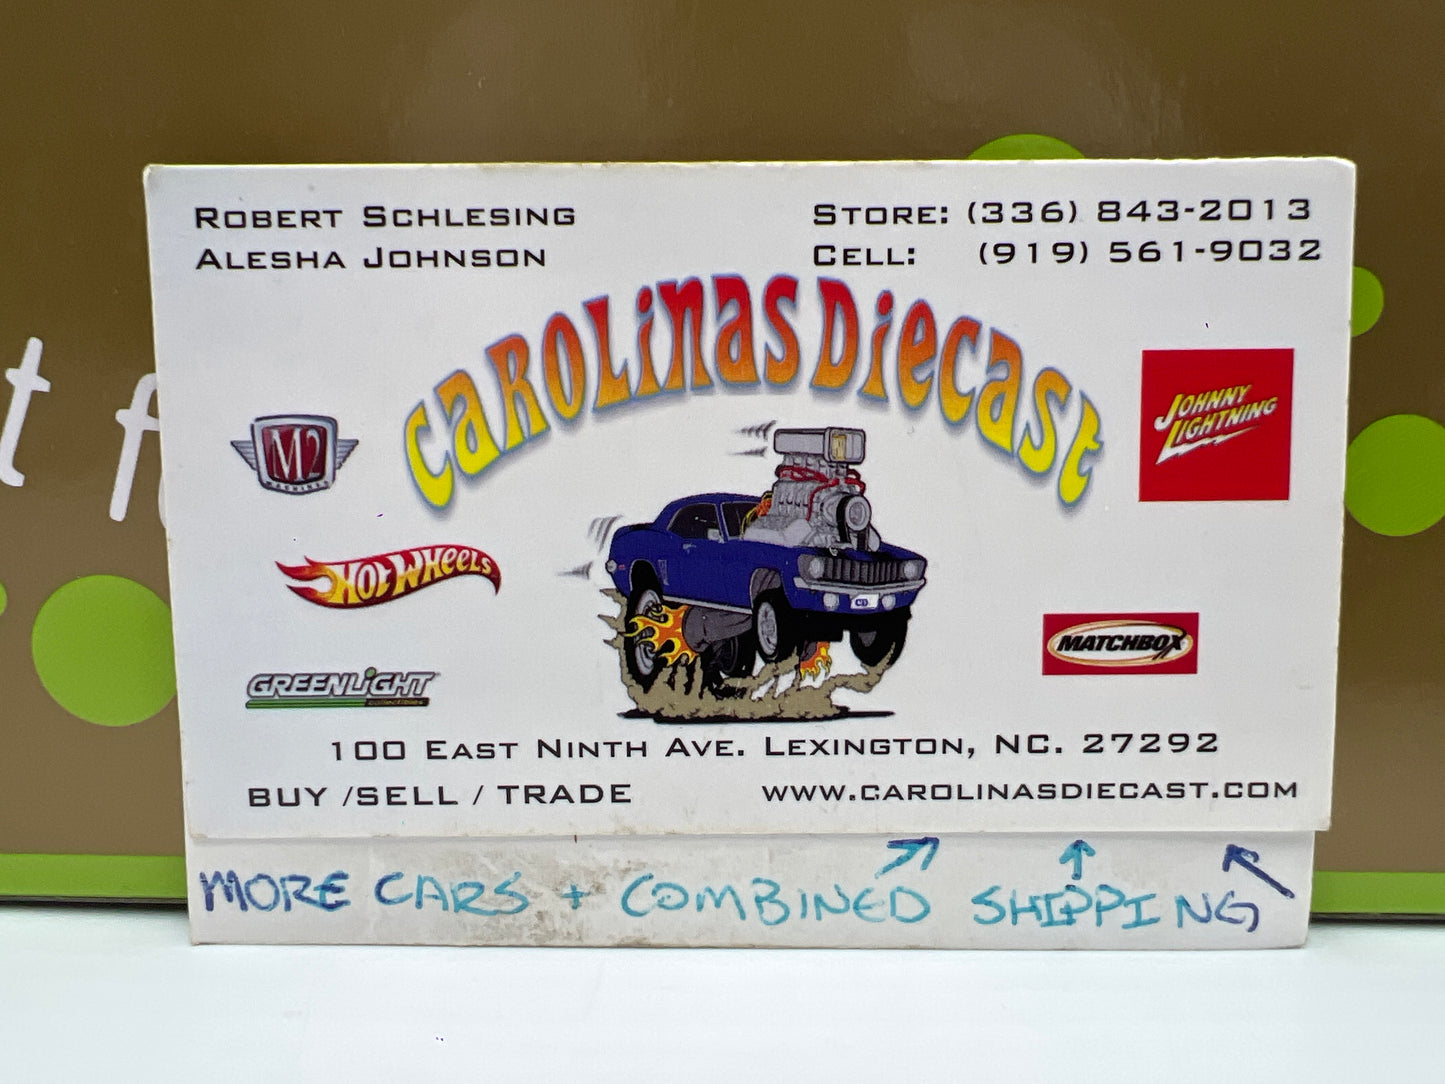 ROBERT SCHLESING
ALESHA JOHNSON
STORE: (336) 843-2013
CELL: (919) 561-9032
CAROLINAS DIECAST
M2
MACHINES
JOHNNY
LIGHTNING
HOT WHEELS
MATCHBOX
GREENLIGHT
collectibles
100 EAST NINTH AVE. LEXINGTON, NC. 27292
BUY /SELL / TRADE
WWW.CAROLINASDIECAST.COM
MORE CARS + COMBINED SHIPPING